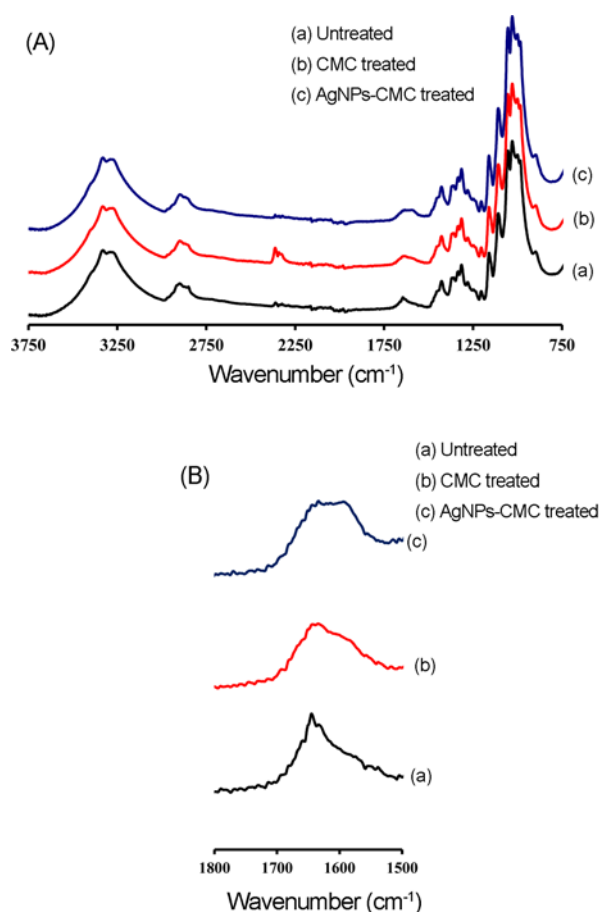 (A)
(a) Untreated
(b) CMC treated
(c) AgNPs-CMC treated
(c)
(b)
(a)
3750 3250 2750 2250 1750 1250 750
Wavenumber (cm⁻¹)
(B)
(a) Untreated
(b) CMC treated
(c) AgNPs-CMC treated
(c)
(b)
(a)
1800 1700 1600 1500
Wavenumber (cm⁻¹)